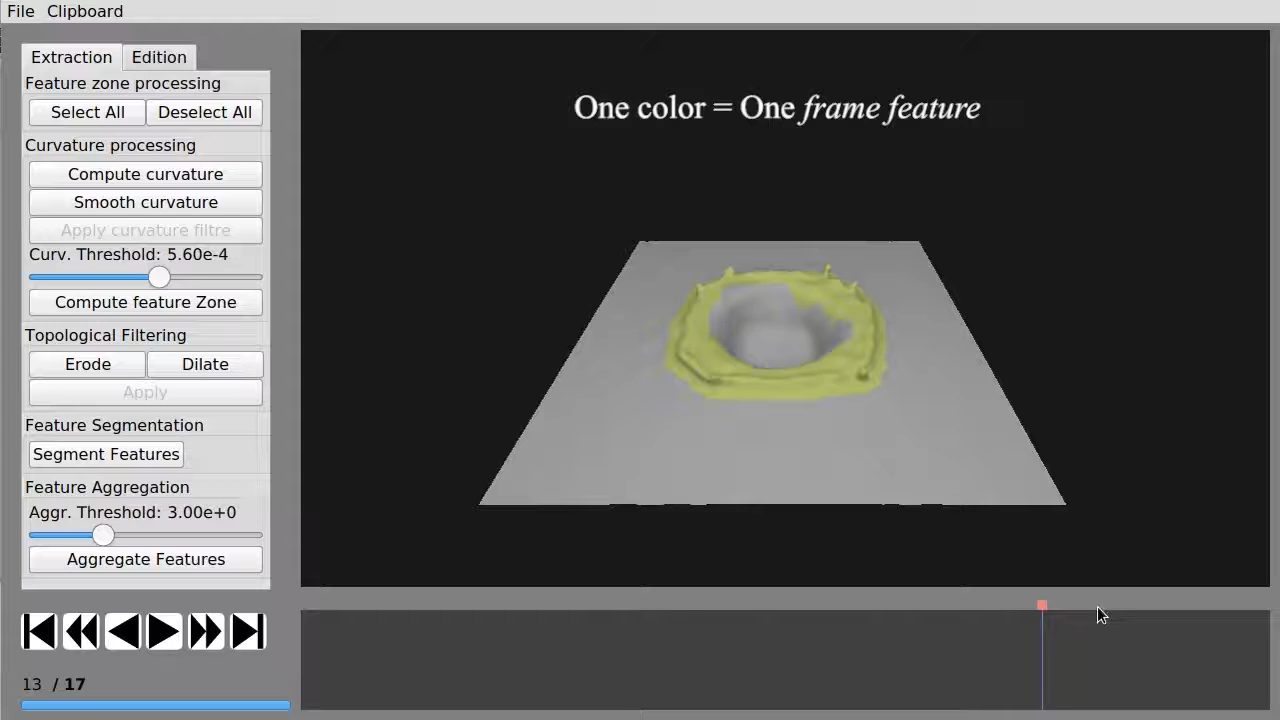 File Clipboard
Extraction Edition
Feature zone processing
Select All Deselect All
Curvature processing
Compute curvature
Smooth curvature
Apply curvature filtre
Curv. Threshold: 5.60e-4
Compute feature Zone
Topological Filtering
Erode Dilate
Apply
Feature Segmentation
Segment Features
Feature Aggregation
Aggr. Threshold: 3.00e+0
Aggregate Features
13 / 17
One color = One frame feature